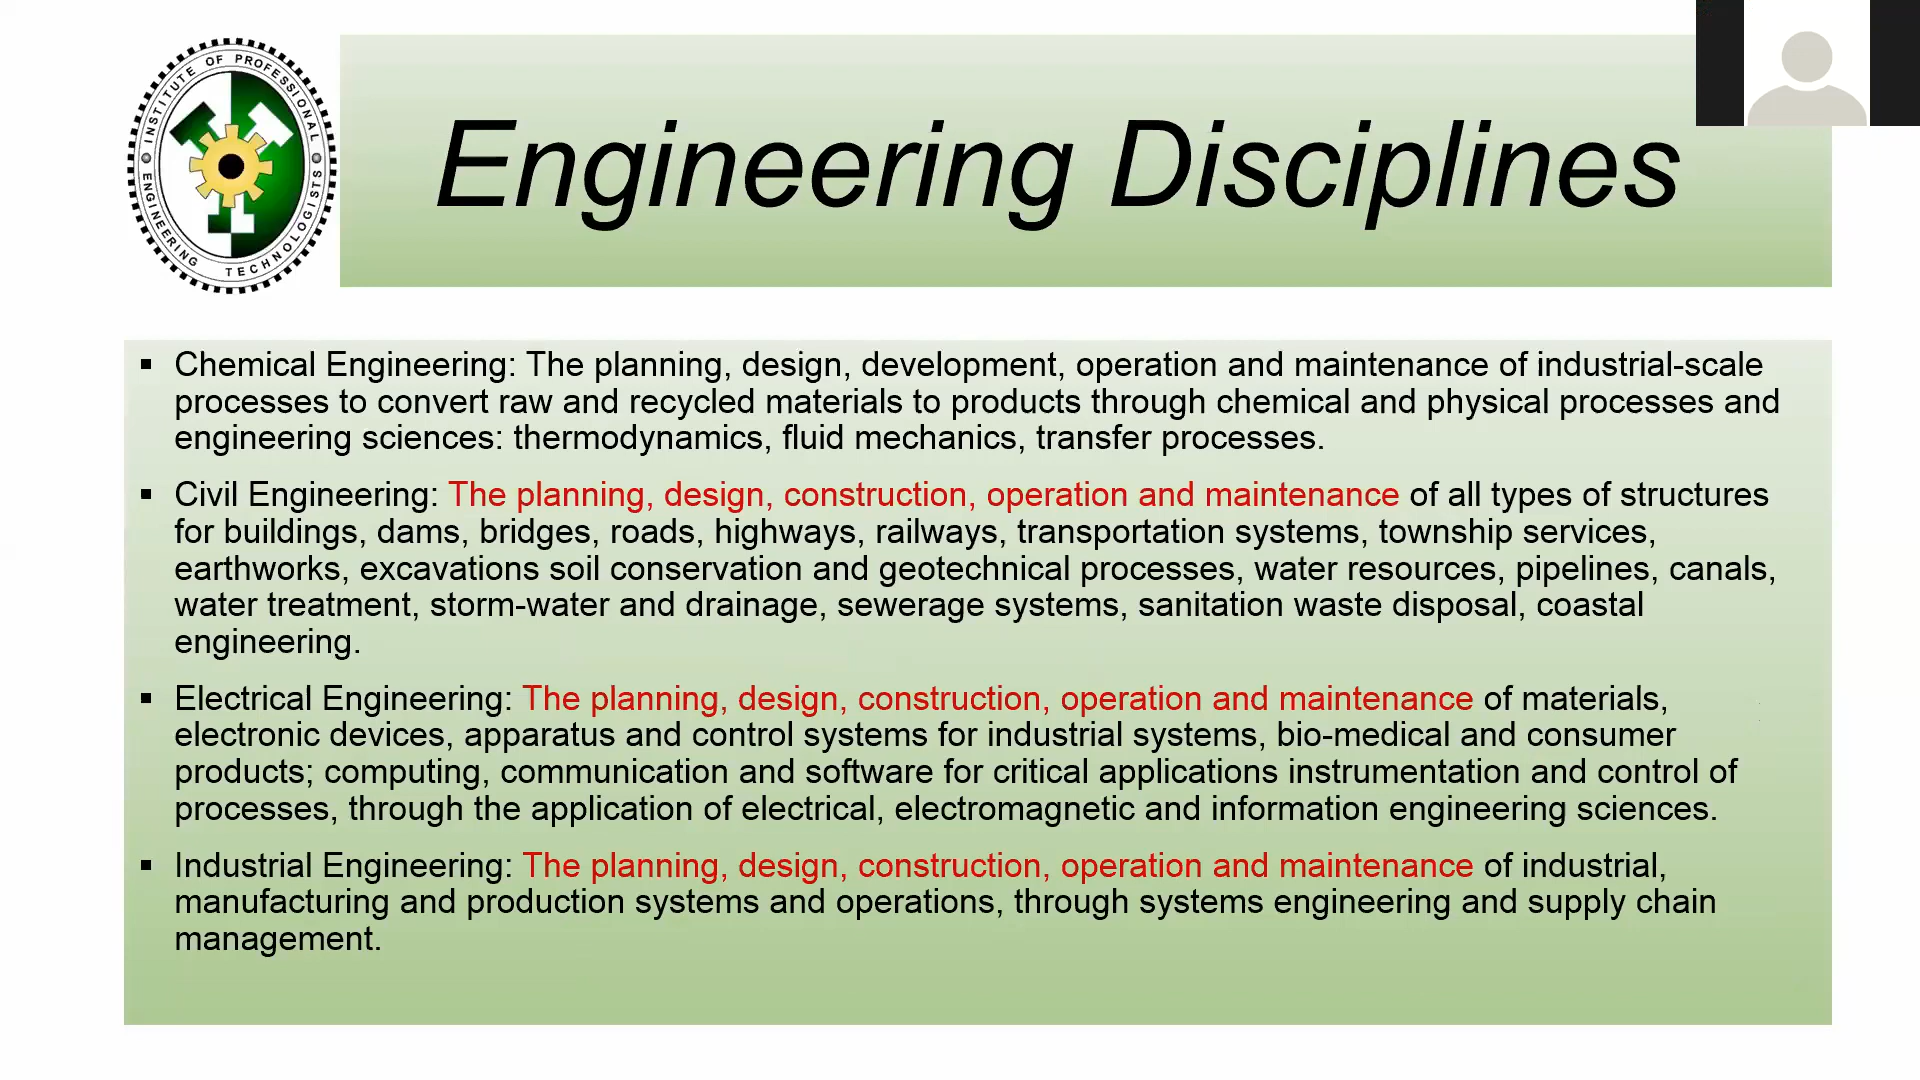 INSTITUTE OF PROFESSIONAL
ENGINEERING TECHNOLOGISTS
Engineering Disciplines
▪ Chemical Engineering: The planning, design, development, operation and maintenance of industrial-scale
processes to convert raw and recycled materials to products through chemical and physical processes and
engineering sciences: thermodynamics, fluid mechanics, transfer processes.
▪ Civil Engineering: The planning, design, construction, operation and maintenance of all types of structures
for buildings, dams, bridges, roads, highways, railways, transportation systems, township services,
earthworks, excavations soil conservation and geotechnical processes, water resources, pipelines, canals,
water treatment, storm-water and drainage, sewerage systems, sanitation waste disposal, coastal
engineering.
▪ Electrical Engineering: The planning, design, construction, operation and maintenance of materials,
electronic devices, apparatus and control systems for industrial systems, bio-medical and consumer
products; computing, communication and software for critical applications instrumentation and control of
processes, through the application of electrical, electromagnetic and information engineering sciences.
▪ Industrial Engineering: The planning, design, construction, operation and maintenance of industrial,
manufacturing and production systems and operations, through systems engineering and supply chain
management.